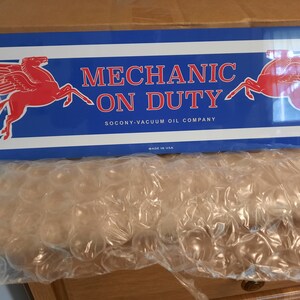 MECHANIC
ON DUTY
SOCONY-VACUUM OIL COMPANY
MADE IN USA